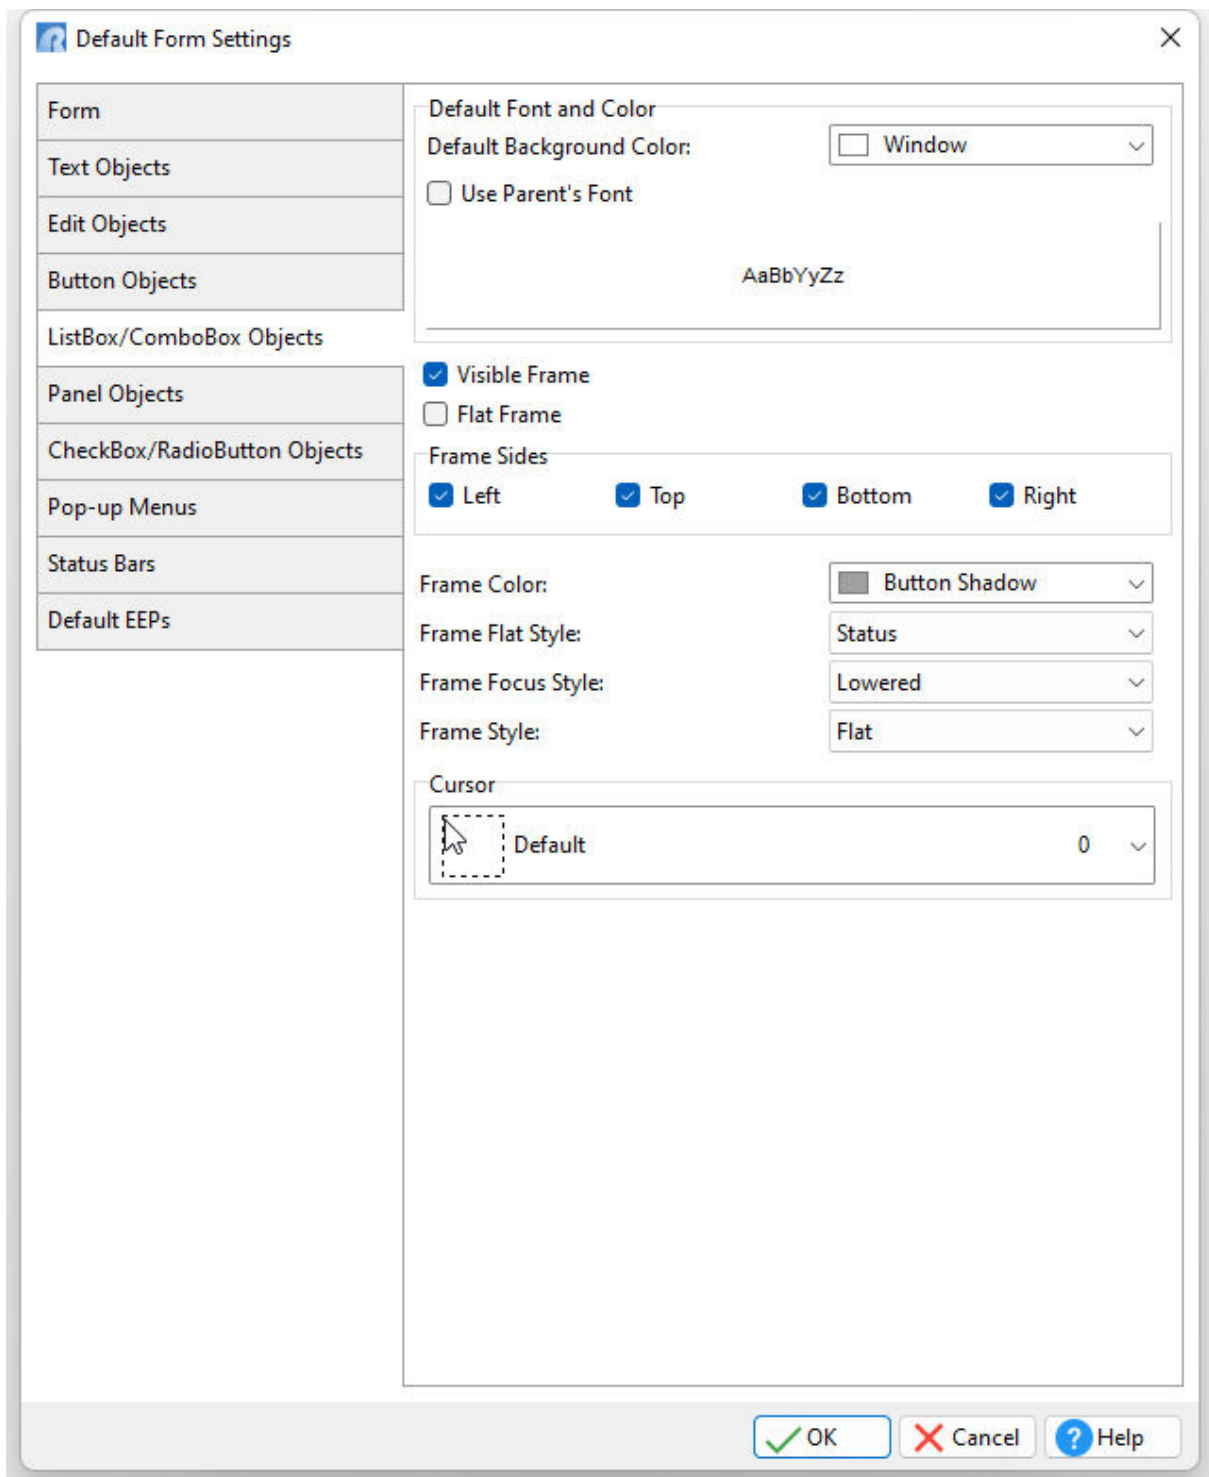 Default Form Settings
Form
Text Objects
Edit Objects
Button Objects
ListBox/ComboBox Objects
Panel Objects
CheckBox/RadioButton Objects
Pop-up Menus
Status Bars
Default EEPs
Default Font and Color
Default Background Color: Window
Use Parent's Font
AaBbYyZz
Visible Frame
Flat Frame
Frame Sides
Left Top Bottom Right
Frame Color: Button Shadow
Frame Flat Style: Status
Frame Focus Style: Lowered
Frame Style: Flat
Cursor
Default 0
OK Cancel Help